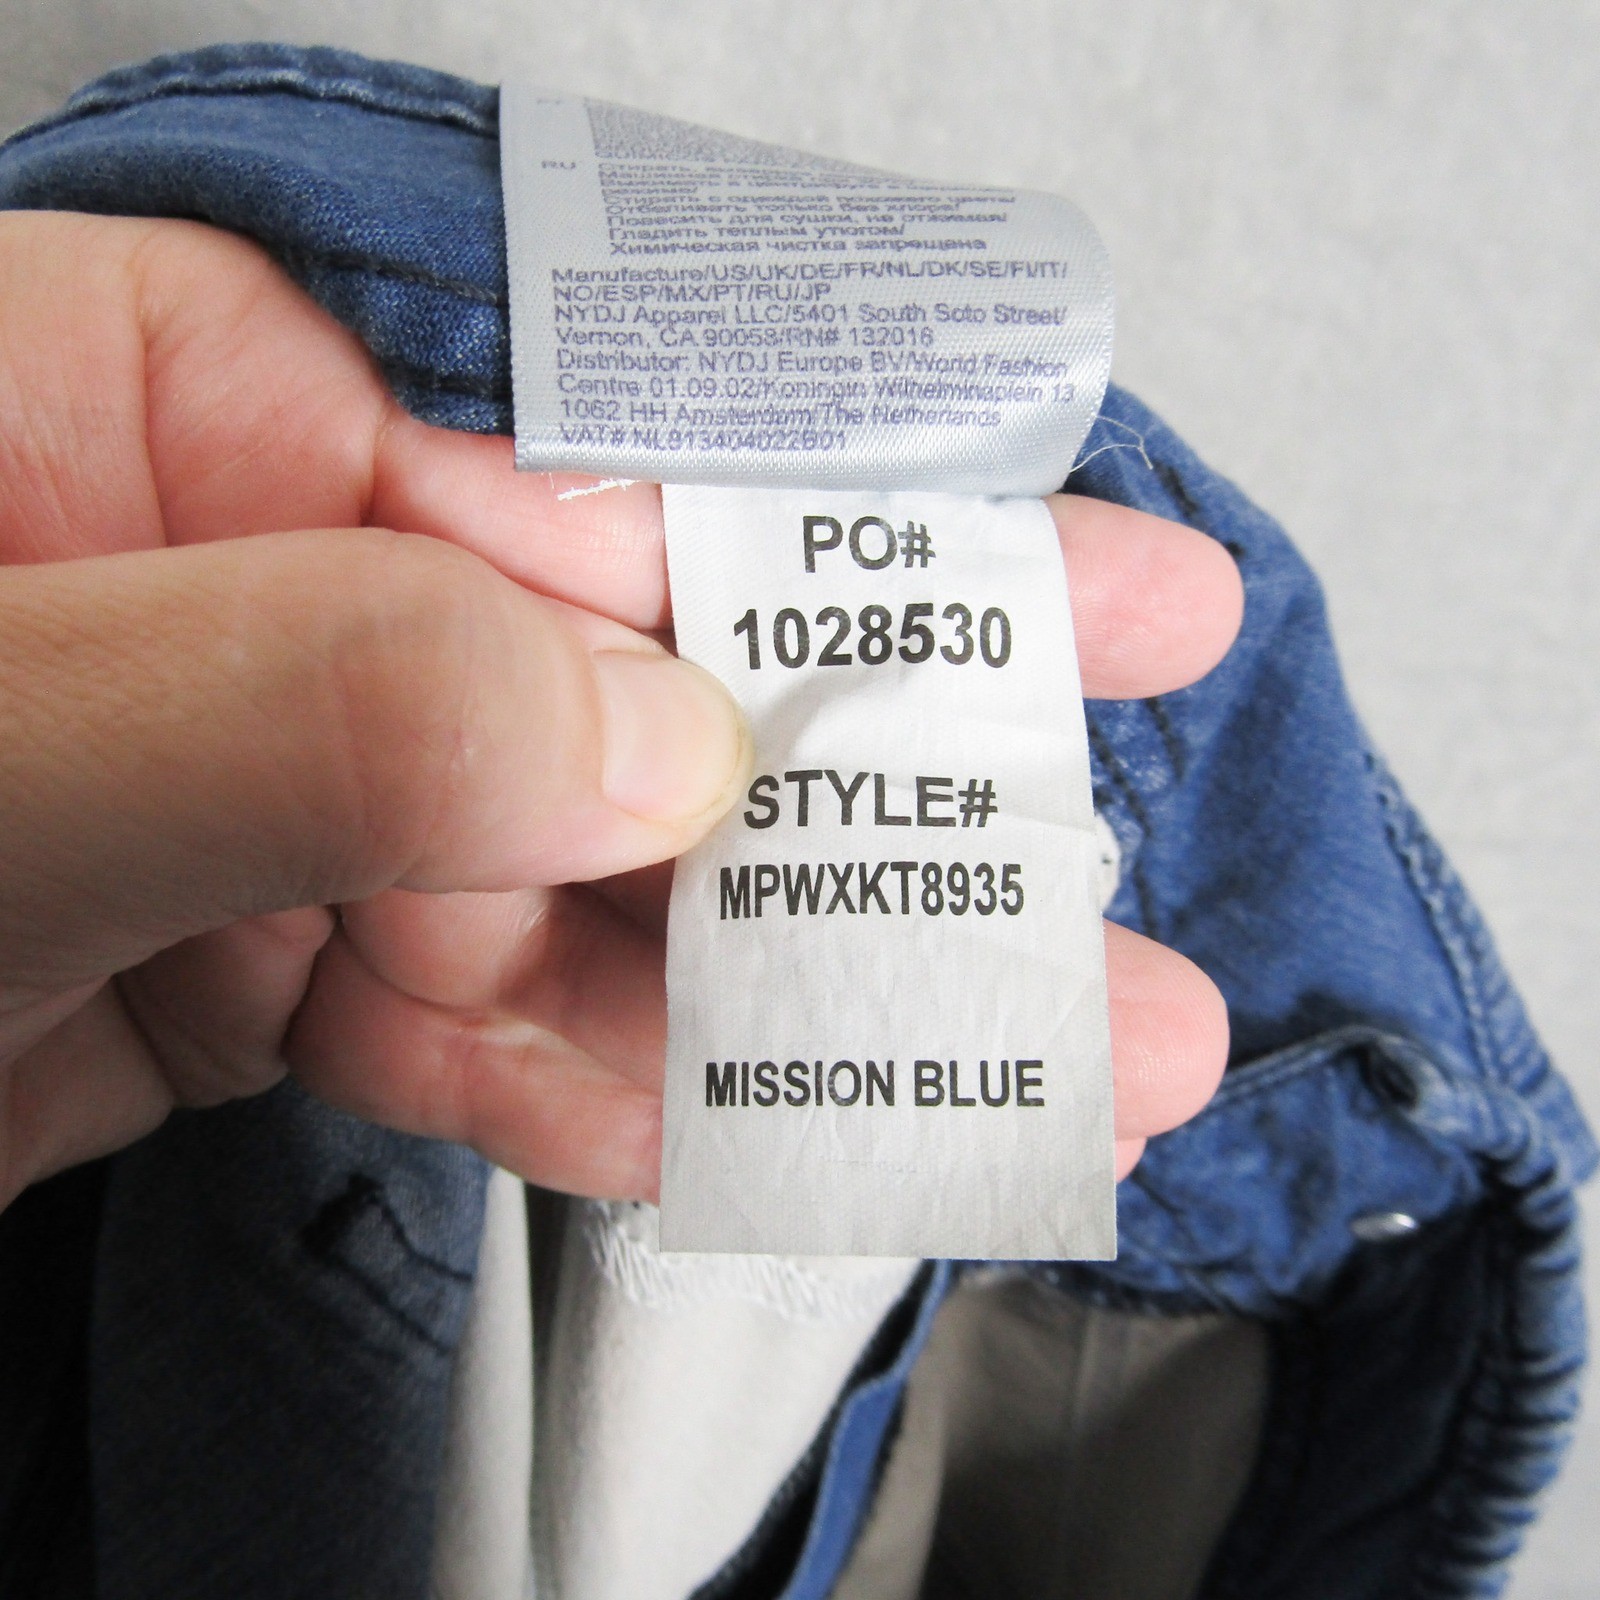 RU
Машинная стирка
режиме/
Стирать с одеждой похожего цвета/
Отбеливать только без хлора/
Повесить для сушки, не отжимая/
Гладить теплым утюгом/
Химическая чистка запрещена
Manufacture/US/UK/DE/FR/NL/DK/SE/FI/IT/
NO/ESP/MX/PT/RU/JP
NYDJ Apparel LLC/5401 South Soto Street/
Vernon, CA 90058/RN# 132016
Distributor: NYDJ Europe BV/World Fashion
Centre 01.09.02/Koningin Wilhelminaplein 13
1062 HH Amsterdam/The Netherlands
VAT# NL813404022B01
PO#
1028530
STYLE#
MPWXKT8935
MISSION BLUE